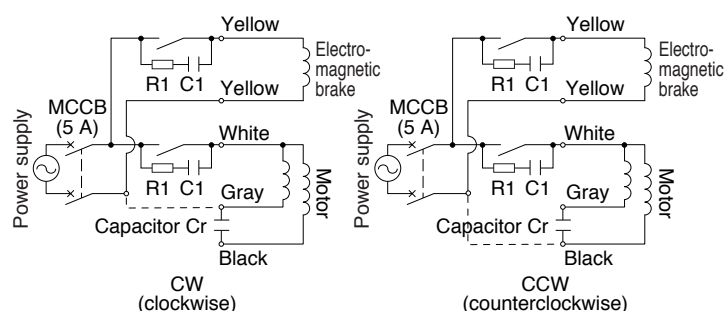 Yellow
Electro-
magnetic
brake
R1 C1
Yellow
MCCB
(5 A)
White
Power supply
R1 C1
Gray
Motor
Capacitor Cr
Black
CW
(clockwise)
Yellow
Electro-
magnetic
brake
R1 C1
Yellow
MCCB
(5 A)
White
Power supply
R1 C1
Gray
Motor
Capacitor Cr
Black
CCW
(counterclockwise)